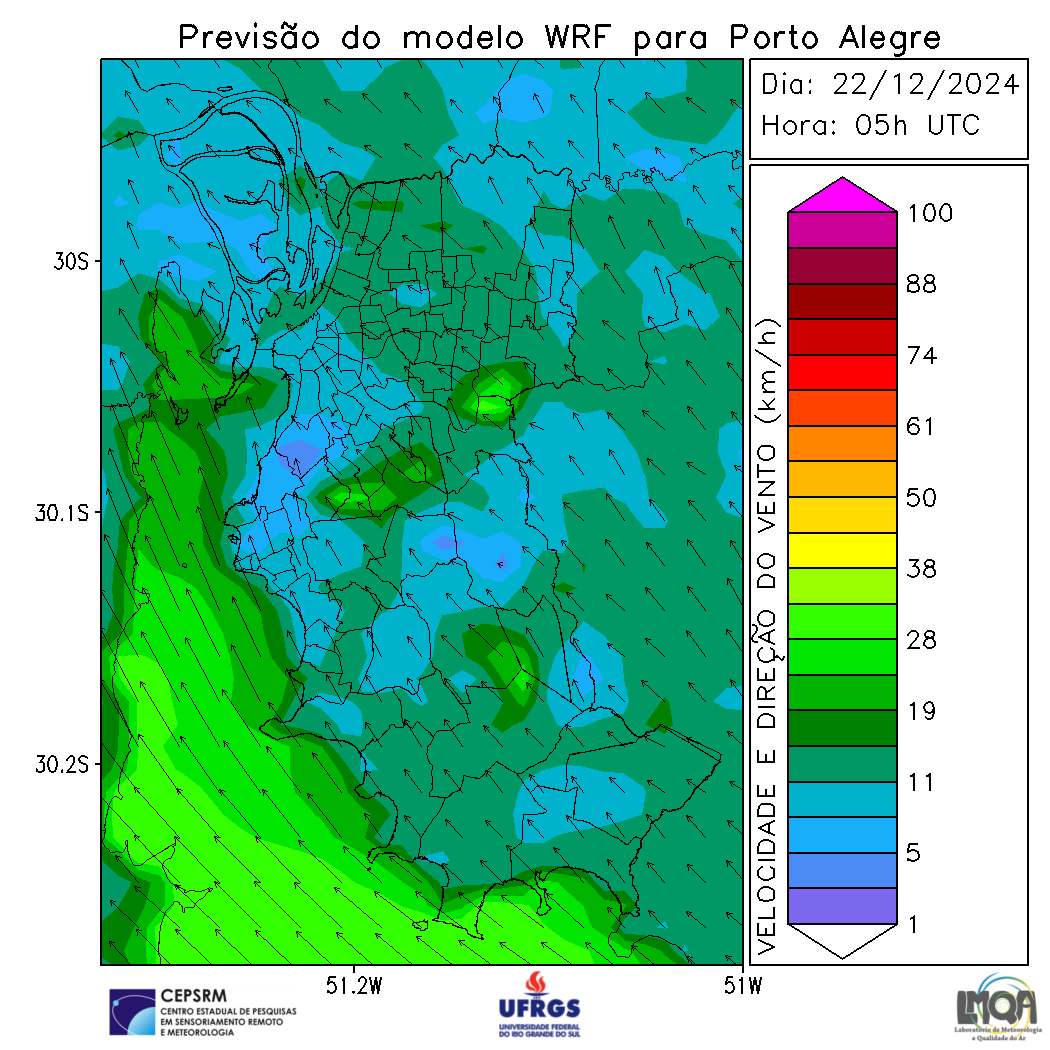 Previsão do modelo WRF para Porto Alegre
Dia: 22/12/2024
Hora: 05h UTC
30S
30.1S
30.2S
51.2W
51W
VELOCIDADE E DIREÇÃO DO VENTO (km/h)
100
88
74
61
50
38
28
19
11
5
1
CEPSRM
CENTRO ESTADUAL DE PESQUISAS
EM SENSORIAMENTO REMOTO
E METEOROLOGIA
UFRGS
UNIVERSIDADE FEDERAL
DO RIO GRANDE DO SUL
LMQA
Laboratório de Meteorologia
e Qualidade do Ar